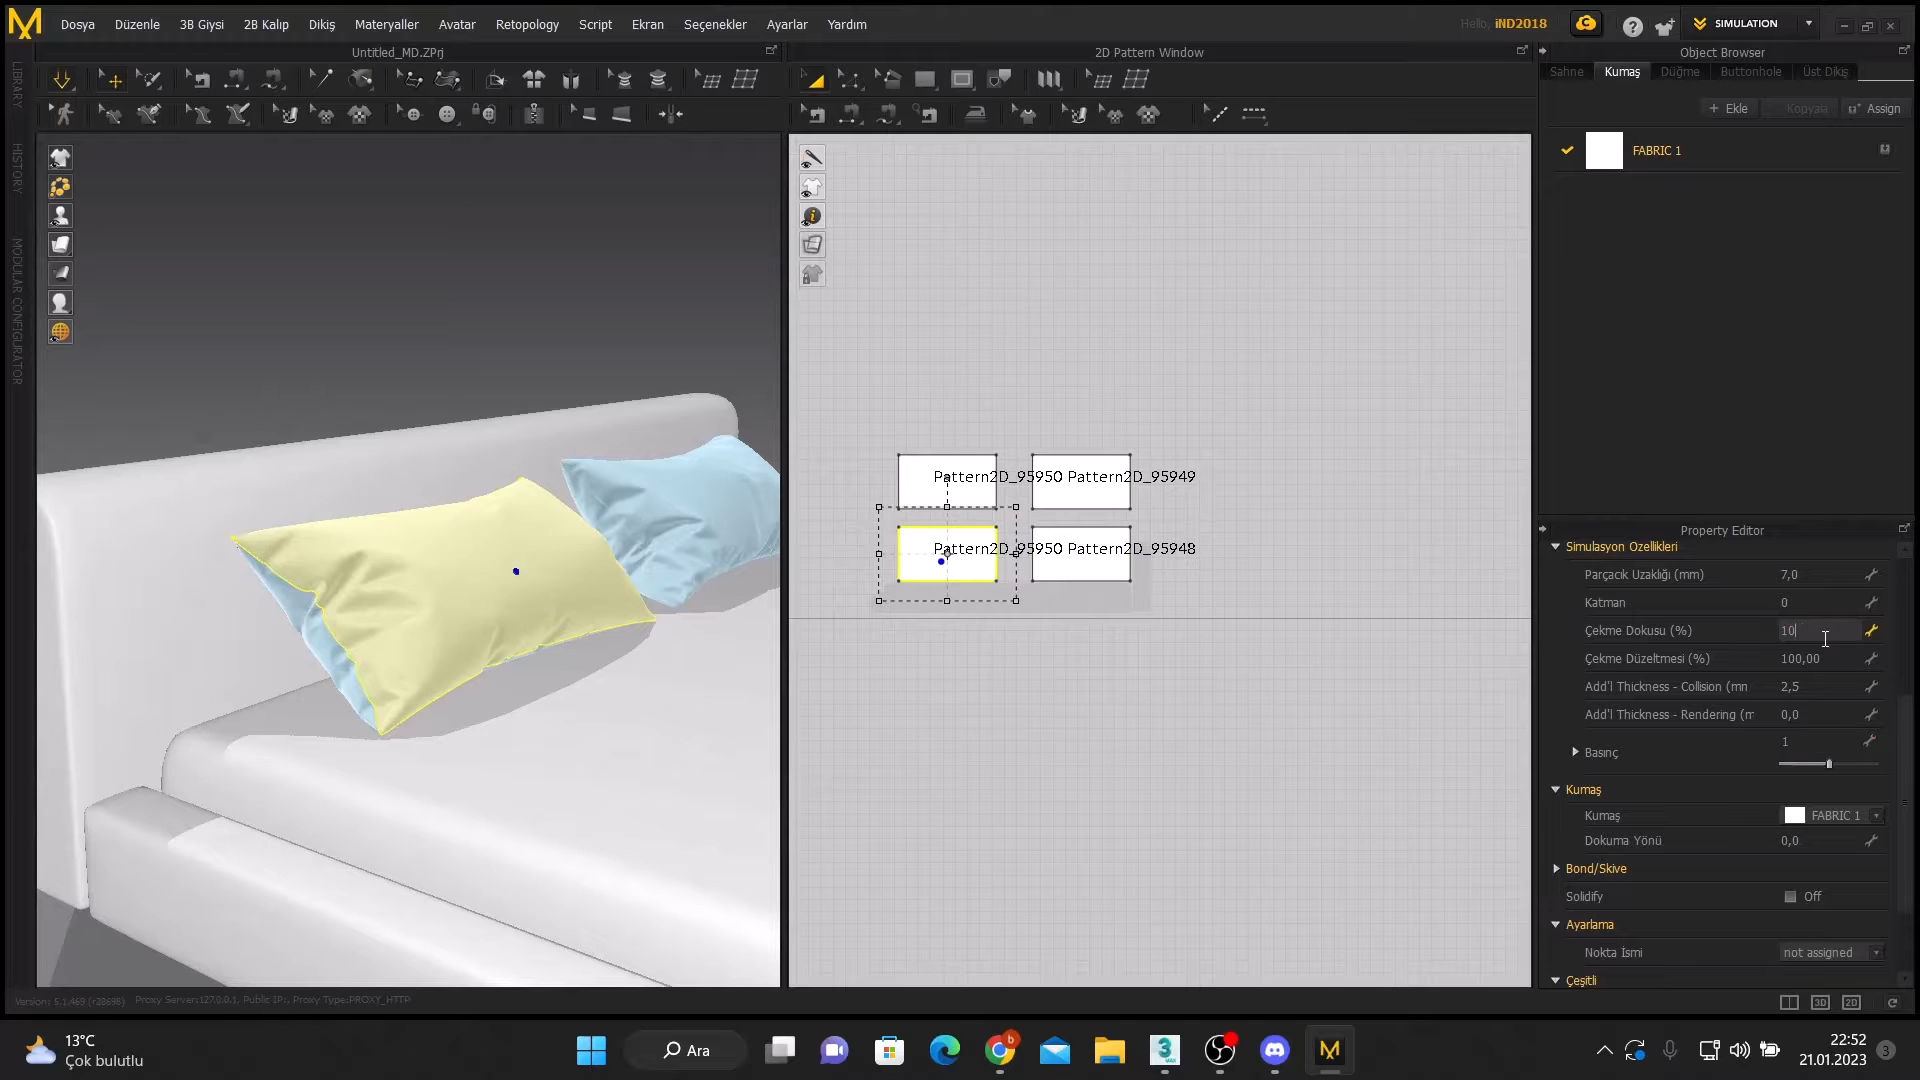 Dosya Düzenle 3B Giysi 2B Kalıp Dikiş Materyaller Avatar Retopology Script Ekran Seçenekler Ayarlar Yardım
Hello, iND2018
SIMULATION
Untitled_MD.ZPrj
2D Pattern Window
Object Browser
Sahne Kumaş Düğme Buttonhole Üst Dikiş
+ Ekle Kopyala Assign
FABRIC 1
LIBRARY
HISTORY
MODULAR CONFIGURATOR
Pattern2D_95950 Pattern2D_95949
Pattern2D_95950 Pattern2D_95948
Property Editor
Simulasyon Özellikleri
Parçacık Uzaklığı (mm) 7,0
Katman 0
Çekme Dokusu (%) 10
Çekme Düzeltmesi (%) 100,00
Add'l Thickness - Collision (mn 2,5
Add'l Thickness - Rendering (m 0,0
Basınç 1
Kumaş
Kumaş FABRIC 1
Dokuma Yönü 0,0
Bond/Skive
Solidify Off
Ayarlama
Nokta İsmi not assigned
Çeşitli
Version: 5.1.469 (r28698) Proxy Server:127.0.0.1, Public IP:, Proxy Type:PROXY_HTTP
3D 2D
13°C
Çok bulutlu
Ara
22:52
21.01.2023
3